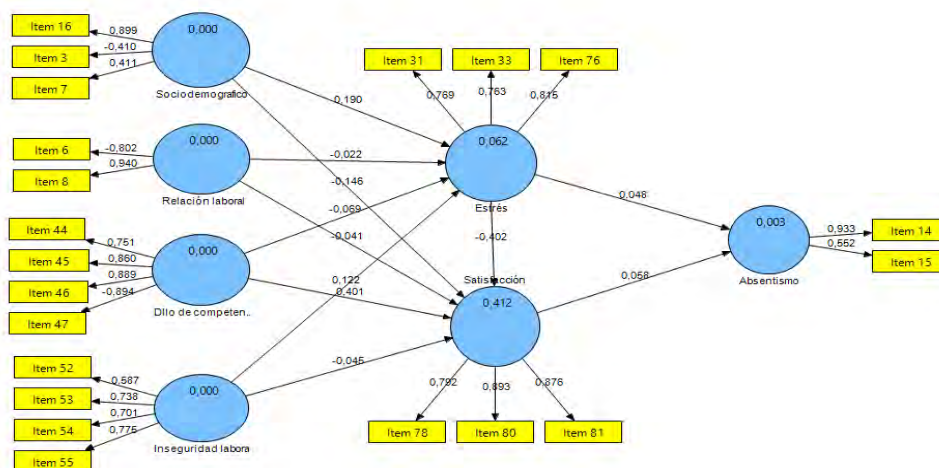 Item 16
Item 3
Item 7
0,899
-0,410
0,411
0,000
Sociodemografico
Item 6
Item 8
-0,802
0,940
0,000
Relación laboral
Item 44
Item 45
Item 46
Item 47
0,751
0,860
0,889
-0,894
0,000
Dllo de competen..
Item 52
Item 53
Item 54
Item 55
0,587
0,738
0,701
0,775
0,000
Inseguridad labora
0,190
-0,022
-0,146
-0,069
-0,041
0,122
0,401
-0,045
Item 31
Item 33
Item 76
0,769
0,763
0,815
0,062
Estrés
-0,402
Satisfacción
0,412
0,792
0,893
0,876
Item 78
Item 80
Item 81
0,048
0,058
0,003
Absentismo
0,933
0,552
Item 14
Item 15